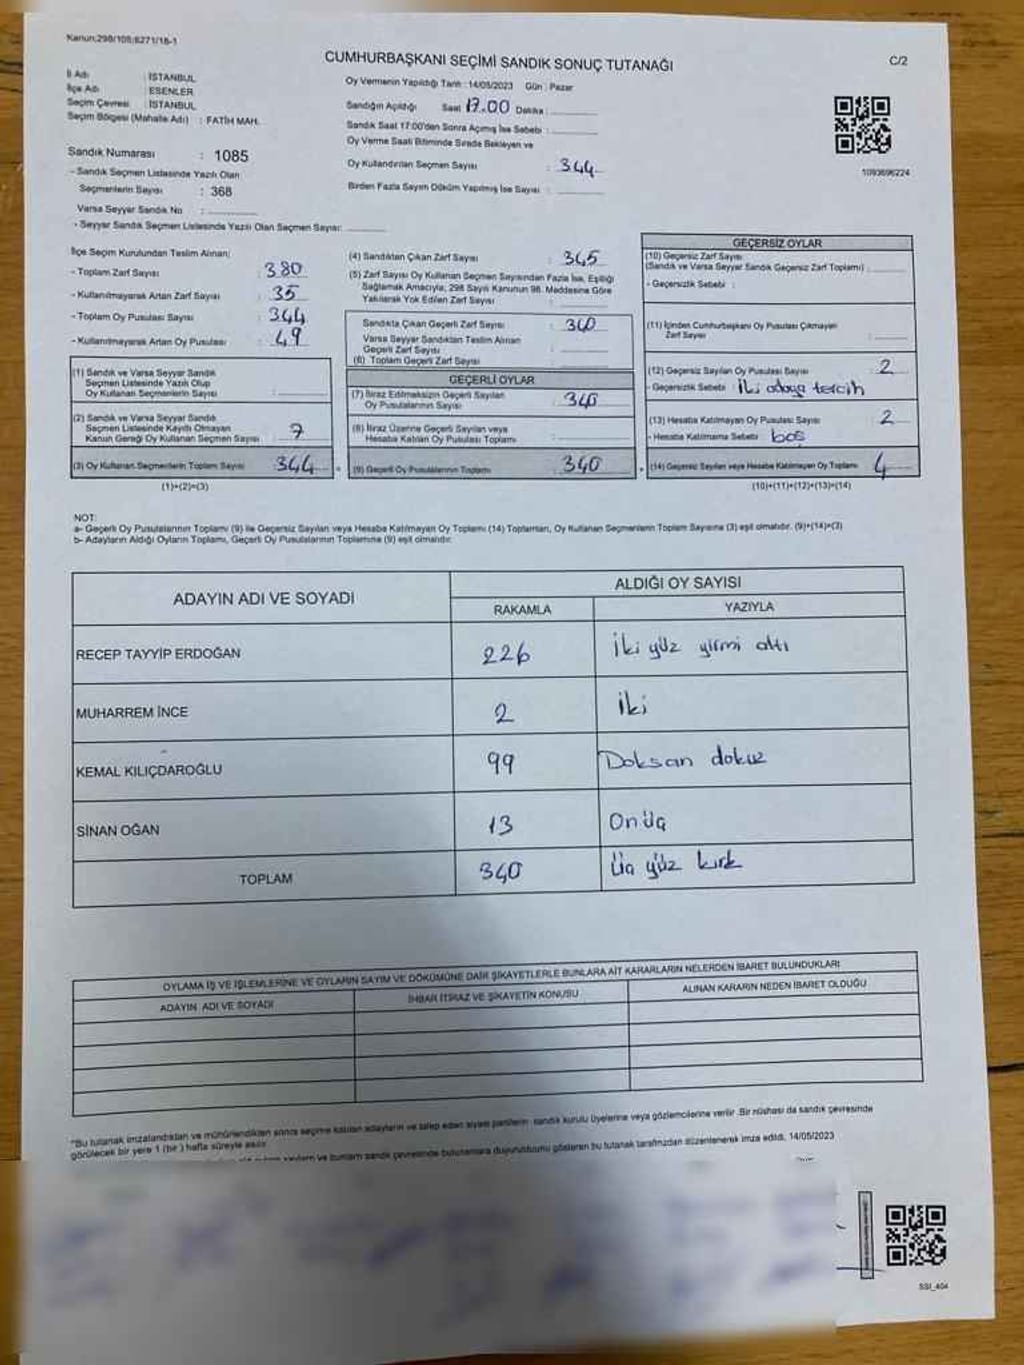 Kanun:298/105;6271/16-1
CUMHURBAŞKANI SEÇİMİ SANDIK SONUÇ TUTANAĞI
C/2
İl Adı : İSTANBUL
İlçe Adı : ESENLER
Seçim Çevresi : İSTANBUL
Seçim Bölgesi (Mahalle Adı) : FATİH MAH.
Sandık Numarası : 1085
- Sandık Seçmen Listesinde Yazılı Olan
Seçmenlerin Sayısı : 368
Varsa Seyyar Sandık No :
- Seyyar Sandık Seçmen Listesinde Yazılı Olan Seçmen Sayısı:
Oy Vermenin Yapıldığı Tarih : 14/05/2023 Gün : Pazar
Sandığın Açıldığı Saat 17.00 Dakika :
Sandık Saat 17:00'den Sonra Açımış İse Sebebi :
Oy Verme Saati Bitiminde Sırada Bekleyen ve
Oy Kullandırılan Seçmen Sayısı : 344
Birden Fazla Sayım Döküm Yapılmış İse Sayısı :
1093696224
İlçe Seçim Kurulundan Teslim Alınan;
- Toplam Zarf Sayısı : 380
- Kullanılmayarak Artan Zarf Sayısı : 35
- Toplam Oy Pusulası Sayısı : 344
- Kullanılmayarak Artan Oy Pusulası : 49
(1) Sandık ve Varsa Seyyar Sandık
Seçmen Listesinde Yazılı Olup
Oy Kullanan Seçmenlerin Sayısı :
(2) Sandık ve Varsa Seyyar Sandık
Seçmen Listesinde Kayıtlı Olmayan
Kanun Gereği Oy Kullanan Seçmen Sayısı : 7
(3) Oy Kullanan Seçmenlerin Toplam Sayısı : 344
(1)+(2)=(3)
(4) Sandıktan Çıkan Zarf Sayısı : 345
(5) Zarf Sayısı Oy Kullanan Seçmen Sayısından Fazla İse, Eşitliği
Sağlamak Amacıyla, 298 Sayılı Kanunun 98. Maddesine Göre
Yakılarak Yok Edilen Zarf Sayısı :
Sandıkta Çıkan Geçerli Zarf Sayısı : 340
Varsa Seyyar Sandıktan Teslim Alınan
Geçerli Zarf Sayısı :
(6) Toplam Geçerli Zarf Sayısı :
GEÇERLİ OYLAR
(7) İtiraz Edilmeksizin Geçerli Sayılan
Oy Pusulalarının Sayısı : 340
(8) İtiraz Üzerine Geçerli Sayılan veya
Hesaba Katılan Oy Pusulası Toplamı :
(9) Geçerli Oy Pusulalarının Toplamı : 340
GEÇERSİZ OYLAR
(10) Geçersiz Zarf Sayısı
(Sandık ve Varsa Seyyar Sandık Geçersiz Zarf Toplamı) :
- Geçersizlik Sebebi :
(11) İçinden Cumhurbaşkanı Oy Pusulası Çıkmayan
Zarf Sayısı :
(12) Geçersiz Sayılan Oy Pusulası Sayısı : 2
- Geçersizlik Sebebi : İki adaya tercih
(13) Hesaba Katılmayan Oy Pusulası Sayısı : 2
- Hesaba Katılmama Sebebi : boş
(14) Geçersiz Sayılan veya Hesaba Katılmayan Oy Toplamı : 4
(10)+(11)+(12)+(13)=(14)
NOT:
a- Geçerli Oy Pusulalarının Toplamı (9) ile Geçersiz Sayılan veya Hesaba Katılmayan Oy Toplamı (14) Toplamları, Oy Kullanan Seçmenlerin Toplam Sayısına (3) eşit olmalıdır. (9)+(14)=(3)
b- Adayların Aldığı Oyların Toplamı, Geçerli Oy Pusulalarının Toplamına (9) eşit olmalıdır.
ADAYIN ADI VE SOYADI
ALDIĞI OY SAYISI
RAKAMLA YAZIYLA
RECEP TAYYİP ERDOĞAN 226 İki yüz yirmi altı
MUHARREM İNCE 2 İki
KEMAL KILIÇDAROĞLU 99 Doksan dokuz
SİNAN OĞAN 13 Onüç
TOPLAM 340 Üç yüz kırk
OYLAMA İŞ VE İŞLEMLERİNE VE OYLARIN SAYIM VE DÖKÜMÜNE DAİR ŞİKAYETLERLE BUNLARA AİT KARARLARIN NELERDEN İBARET BULUNDUKLARI
ADAYIN ADI VE SOYADI İHBAR İTİRAZ VE ŞİKAYETİN KONUSU ALINAN KARARIN NEDEN İBARET OLDUĞU
"Bu tutanak imzalandıktan ve mühürlendikten sonra seçime katılan adayların ve talep eden siyasi partilerin sandık kurulu üyelerine veya gözlemcilerine verilir .Bir nüshası da sandık çevresinde
görülecek bir yere 1 (bir ) hafta süreyle asılır.
ve bunların sandık çevresinde bulunanlara duyurulduğunu gösteren bu tutanak tarafımızdan düzenlenerek imza edildi. 14/05/2023
SSI_404